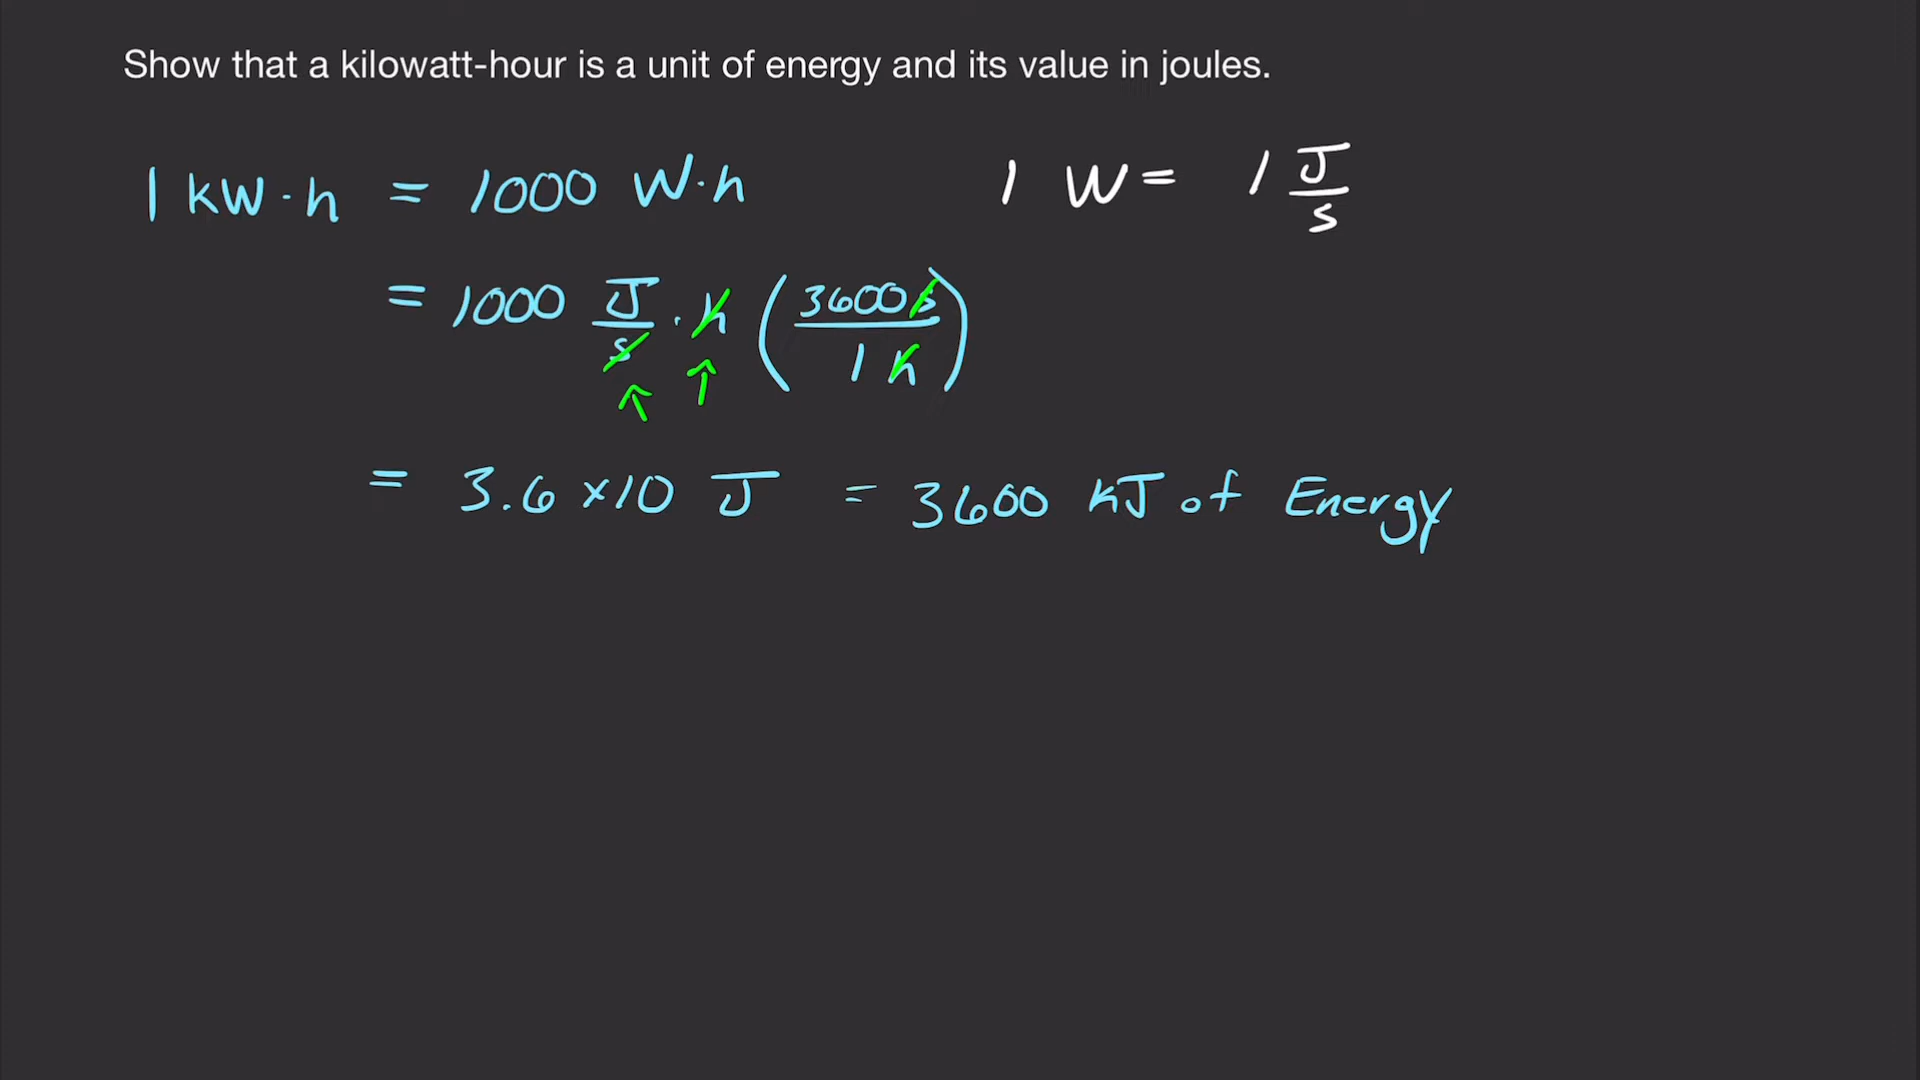 Show that a kilowatt-hour is a unit of energy and its value in joules.
1 kW · h = 1000 W · h
1 W = 1 J/s
= 1000 J/s · h (3600 s / 1 h)
= 3.6 × 10 J = 3600 kJ of Energy